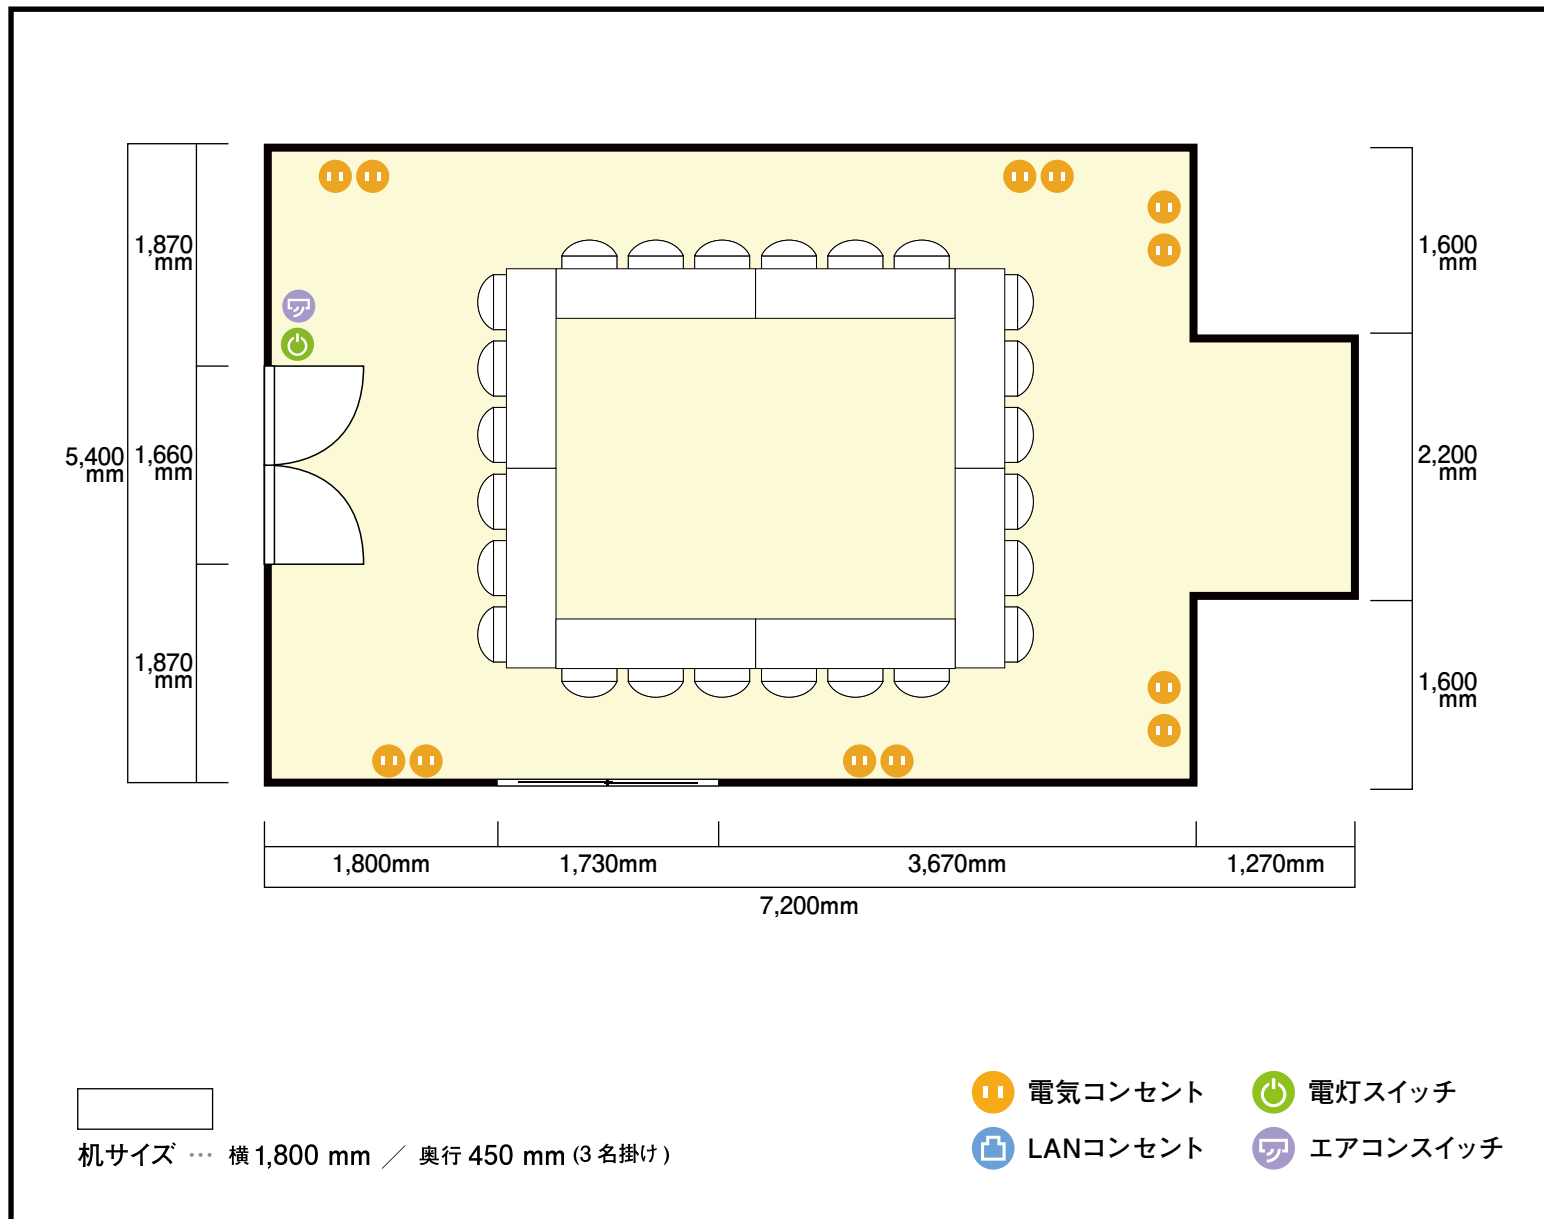 1,870
mm
1,600
mm
5,400
mm
1,660
mm
2,200
mm
1,870
mm
1,600
mm
1,800mm
1,730mm
3,670mm
1,270mm
7,200mm
電気コンセント
電灯スイッチ
LANコンセント
エアコンスイッチ
机サイズ … 横1,800 mm ／ 奥行 450 mm (3 名掛け)